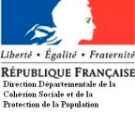 Liberté • Égalité • Fraternité
RÉPUBLIQUE FRANÇAISE
Direction Départementale de la
Cohésion Sociale et de la
Protection de la Population